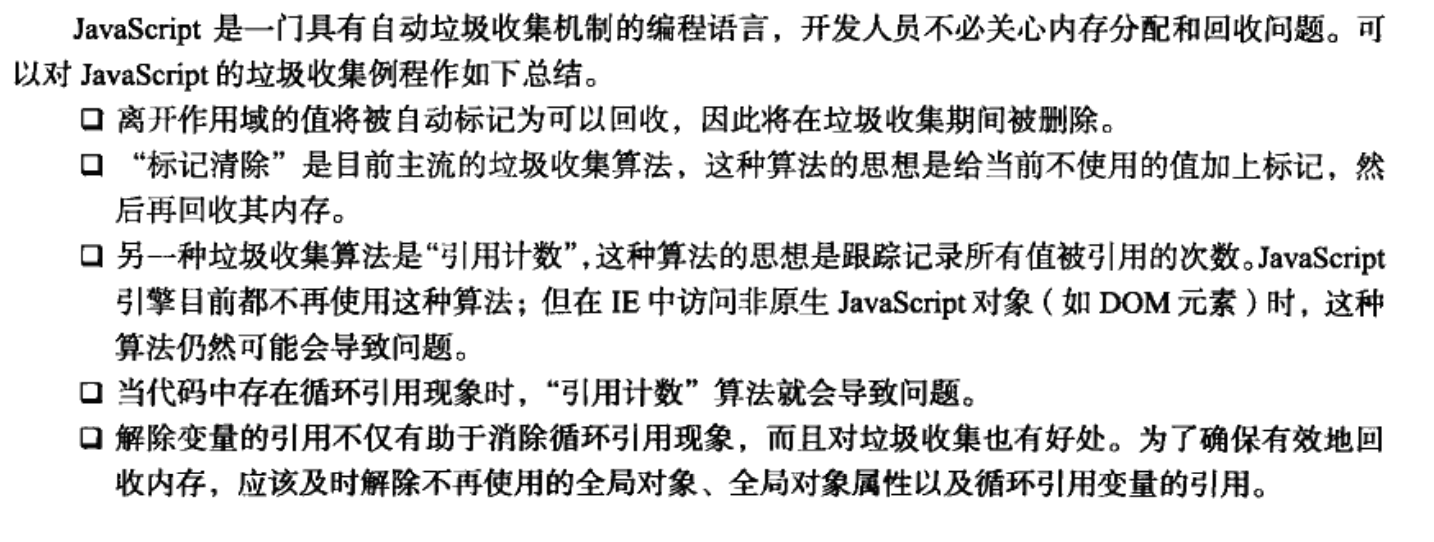 JavaScript 是一门具有自动垃圾收集机制的编程语言，开发人员不必关心内存分配和回收问题。可
以对 JavaScript 的垃圾收集例程作如下总结。
❑ 离开作用域的值将被自动标记为可以回收，因此将在垃圾收集期间被删除。
❑ “标记清除”是目前主流的垃圾收集算法，这种算法的思想是给当前不使用的值加上标记，然
后再回收其内存。
❑ 另一种垃圾收集算法是“引用计数”，这种算法的思想是跟踪记录所有值被引用的次数。JavaScript
引擎目前都不再使用这种算法；但在 IE 中访问非原生 JavaScript 对象（如 DOM 元素）时，这种
算法仍然可能会导致问题。
❑ 当代码中存在循环引用现象时，“引用计数”算法就会导致问题。
❑ 解除变量的引用不仅有助于消除循环引用现象，而且对垃圾收集也有好处。为了确保有效地回
收内存，应该及时解除不再使用的全局对象、全局对象属性以及循环引用变量的引用。